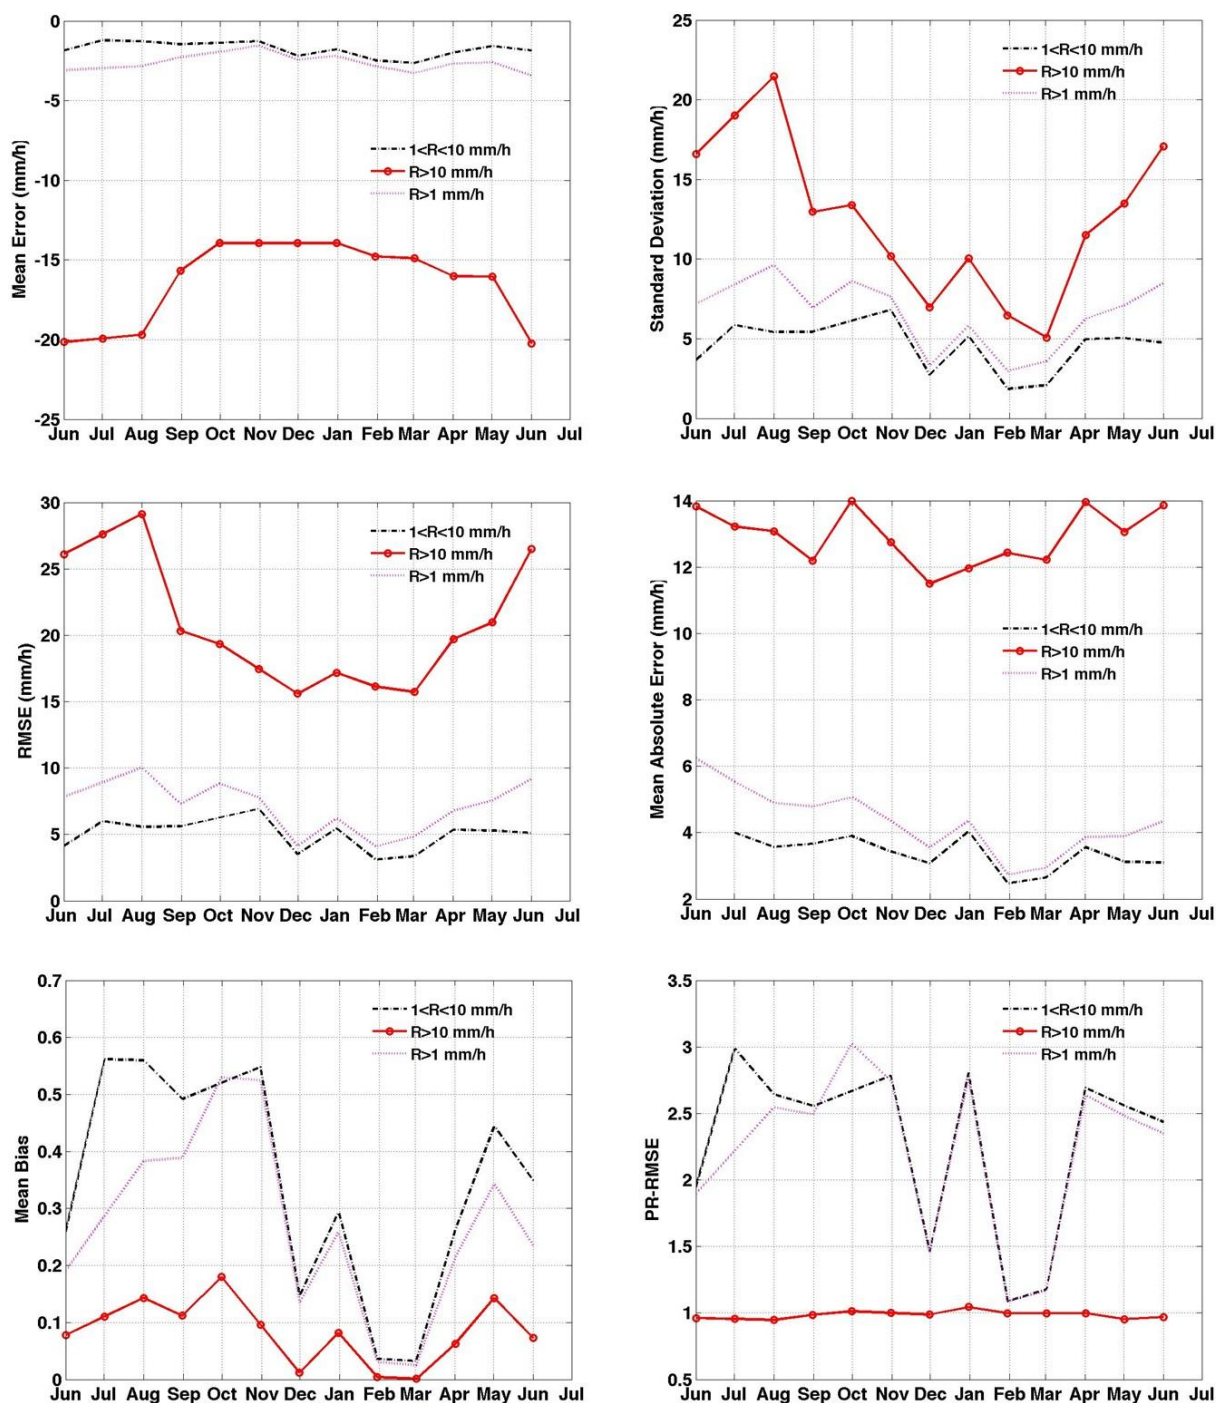 0
-5
-10
-15
-20
-25
Mean Error (mm/h)
1<R<10 mm/h
R>10 mm/h
R>1 mm/h
Jun Jul Aug Sep Oct Nov Dec Jan Feb Mar Apr May Jun Jul
25
20
15
10
5
0
Standard Deviation (mm/h)
1<R<10 mm/h
R>10 mm/h
R>1 mm/h
Jun Jul Aug Sep Oct Nov Dec Jan Feb Mar Apr May Jun Jul
30
25
20
15
10
5
0
RMSE (mm/h)
1<R<10 mm/h
R>10 mm/h
R>1 mm/h
Jun Jul Aug Sep Oct Nov Dec Jan Feb Mar Apr May Jun Jul
14
12
10
8
6
4
2
Mean Absolute Error (mm/h)
1<R<10 mm/h
R>10 mm/h
R>1 mm/h
Jun Jul Aug Sep Oct Nov Dec Jan Feb Mar Apr May Jun Jul
0.7
0.6
0.5
0.4
0.3
0.2
0.1
0
Mean Bias
1<R<10 mm/h
R>10 mm/h
R>1 mm/h
Jun Jul Aug Sep Oct Nov Dec Jan Feb Mar Apr May Jun Jul
3.5
3
2.5
2
1.5
1
0.5
PR-RMSE
1<R<10 mm/h
R>10 mm/h
R>1 mm/h
Jun Jul Aug Sep Oct Nov Dec Jan Feb Mar Apr May Jun Jul